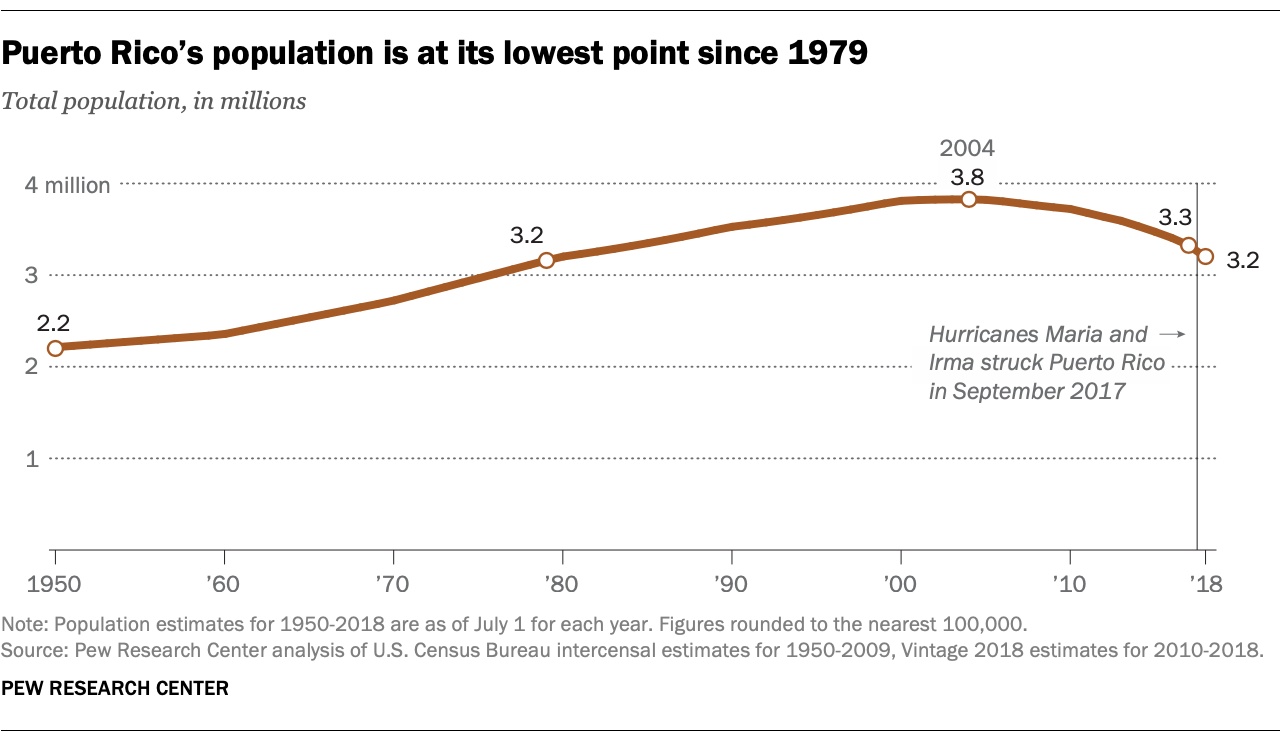 Puerto Rico’s population is at its lowest point since 1979
Total population, in millions
2004
4 million
3.8
3.3
3.2
3.2
3
2.2
Hurricanes Maria and
Irma struck Puerto Rico
in September 2017
2
1
1950 ’60 ’70 ’80 ’90 ’00 ’10 ’18
Note: Population estimates for 1950-2018 are as of July 1 for each year. Figures rounded to the nearest 100,000.
Source: Pew Research Center analysis of U.S. Census Bureau intercensal estimates for 1950-2009, Vintage 2018 estimates for 2010-2018.
PEW RESEARCH CENTER